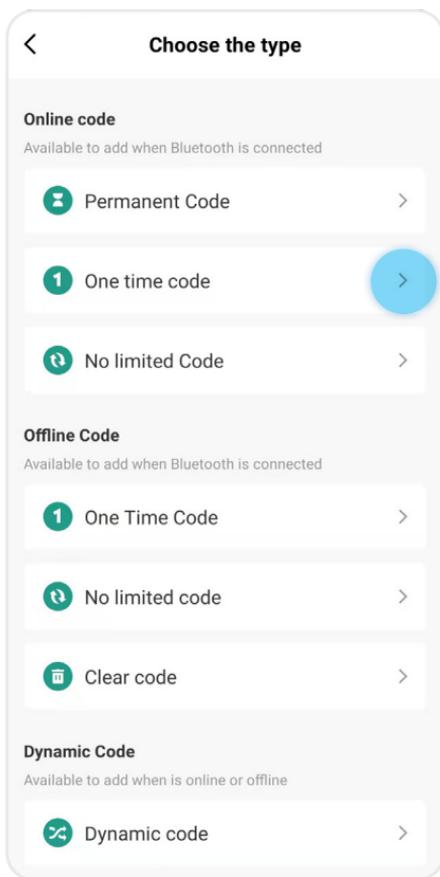 Choose the type
Online code
Available to add when Bluetooth is connected
Permanent Code
1 One time code
No limited Code
Offline Code
Available to add when Bluetooth is connected
1 One Time Code
No limited code
Clear code
Dynamic Code
Available to add when is online or offline
Dynamic code